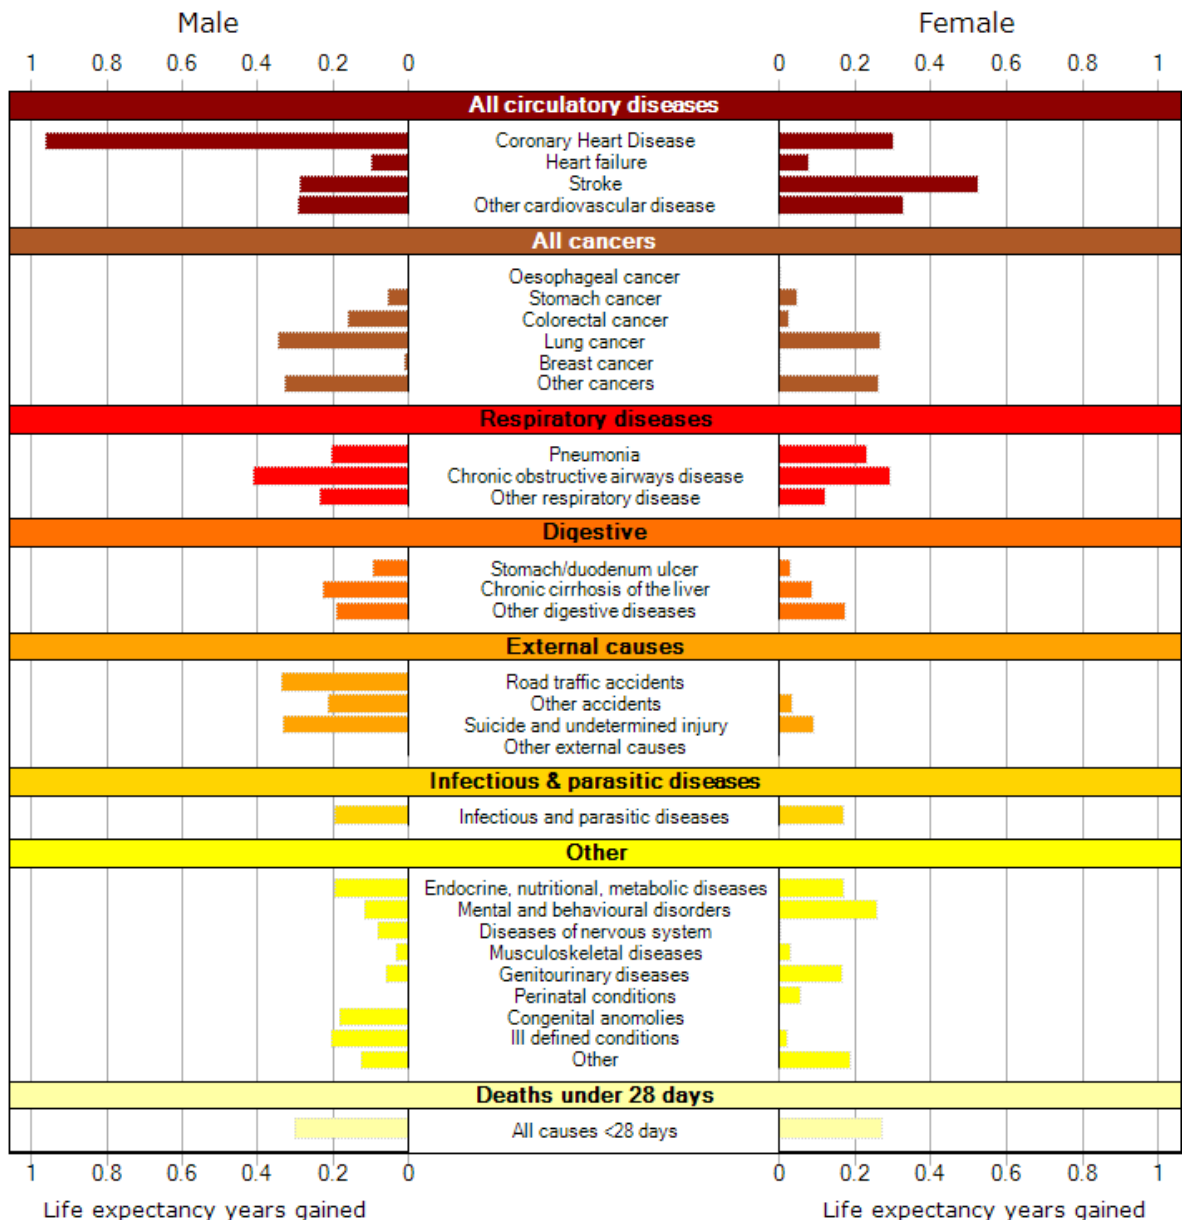 Male Female
1 0.8 0.6 0.4 0.2 0 0 0.2 0.4 0.6 0.8 1
All circulatory diseases
Coronary Heart Disease
Heart failure
Stroke
Other cardiovascular disease
All cancers
Oesophageal cancer
Stomach cancer
Colorectal cancer
Lung cancer
Breast cancer
Other cancers
Respiratory diseases
Pneumonia
Chronic obstructive airways disease
Other respiratory disease
Digestive
Stomach/duodenum ulcer
Chronic cirrhosis of the liver
Other digestive diseases
External causes
Road traffic accidents
Other accidents
Suicide and undetermined injury
Other external causes
Infectious & parasitic diseases
Infectious and parasitic diseases
Other
Endocrine, nutritional, metabolic diseases
Mental and behavioural disorders
Diseases of nervous system
Musculoskeletal diseases
Genitourinary diseases
Perinatal conditions
Congenital anomolies
Ill defined conditions
Other
Deaths under 28 days
All causes <28 days
1 0.8 0.6 0.4 0.2 0 0 0.2 0.4 0.6 0.8 1
Life expectancy years gained Life expectancy years gained